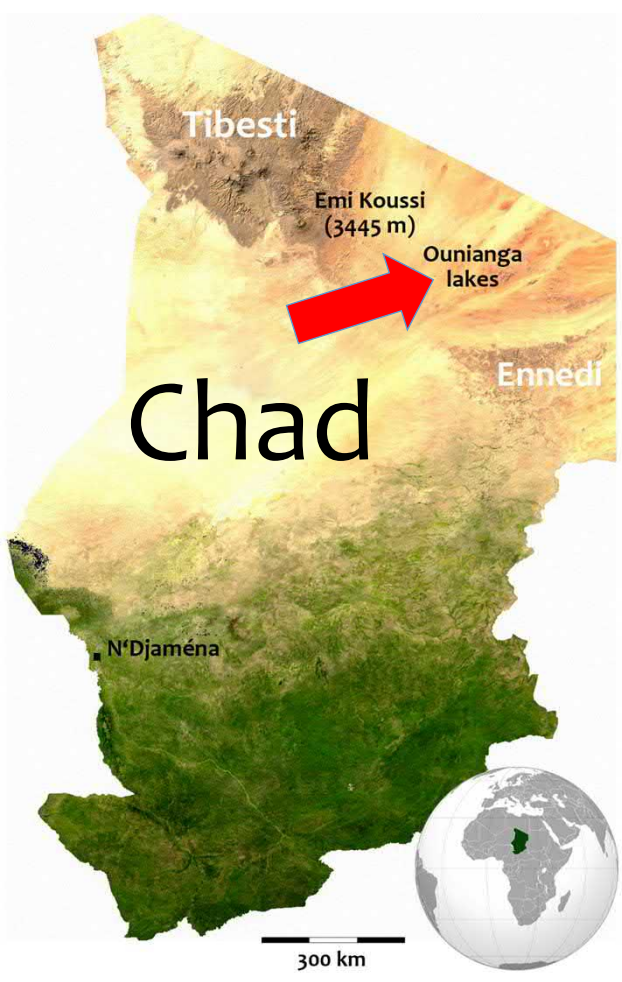 Tibesti
Emi Koussi
(3445 m)
Ounianga
lakes
Ennedi
Chad
N‘Djaména
300 km